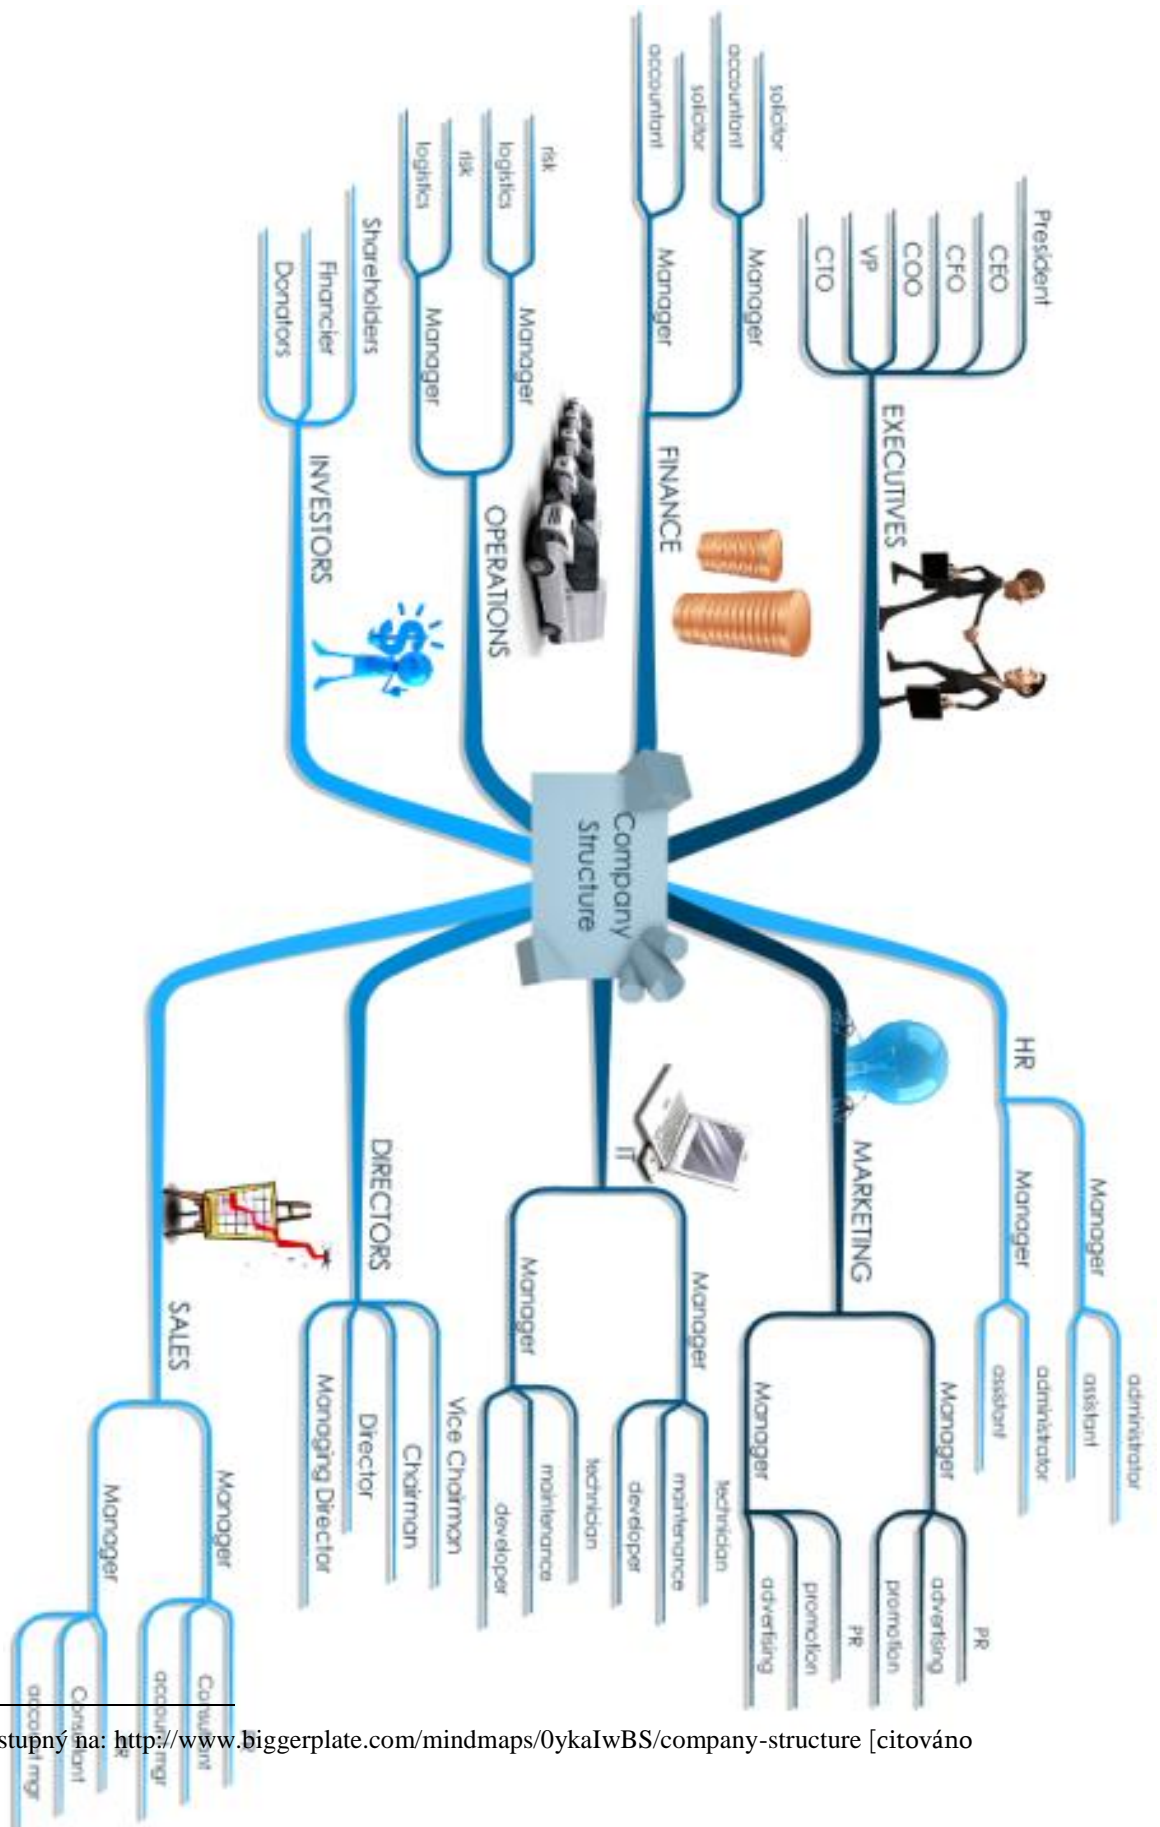 Company
Structure
EXECUTIVES
President
CEO
CFO
COO
VP
CTO
FINANCE
Manager
solicitor
accountant
Manager
solicitor
accountant
OPERATIONS
Manager
risk
logistics
Manager
risk
logistics
INVESTORS
Shareholders
Financier
Donators
HR
Manager
administrator
assistant
Manager
administrator
assistant
MARKETING
Manager
PR
advertising
promotion
Manager
PR
promotion
advertising
IT
Manager
technician
maintenance
developer
Manager
technician
maintenance
developer
DIRECTORS
Vice Chairman
Chairman
Director
Managing Director
SALES
Manager
Consultant
account mgr
Manager
Consultant
account mgr
stupný na: http://www.biggerplate.com/mindmaps/0ykaIwBS/company-structure [citováno